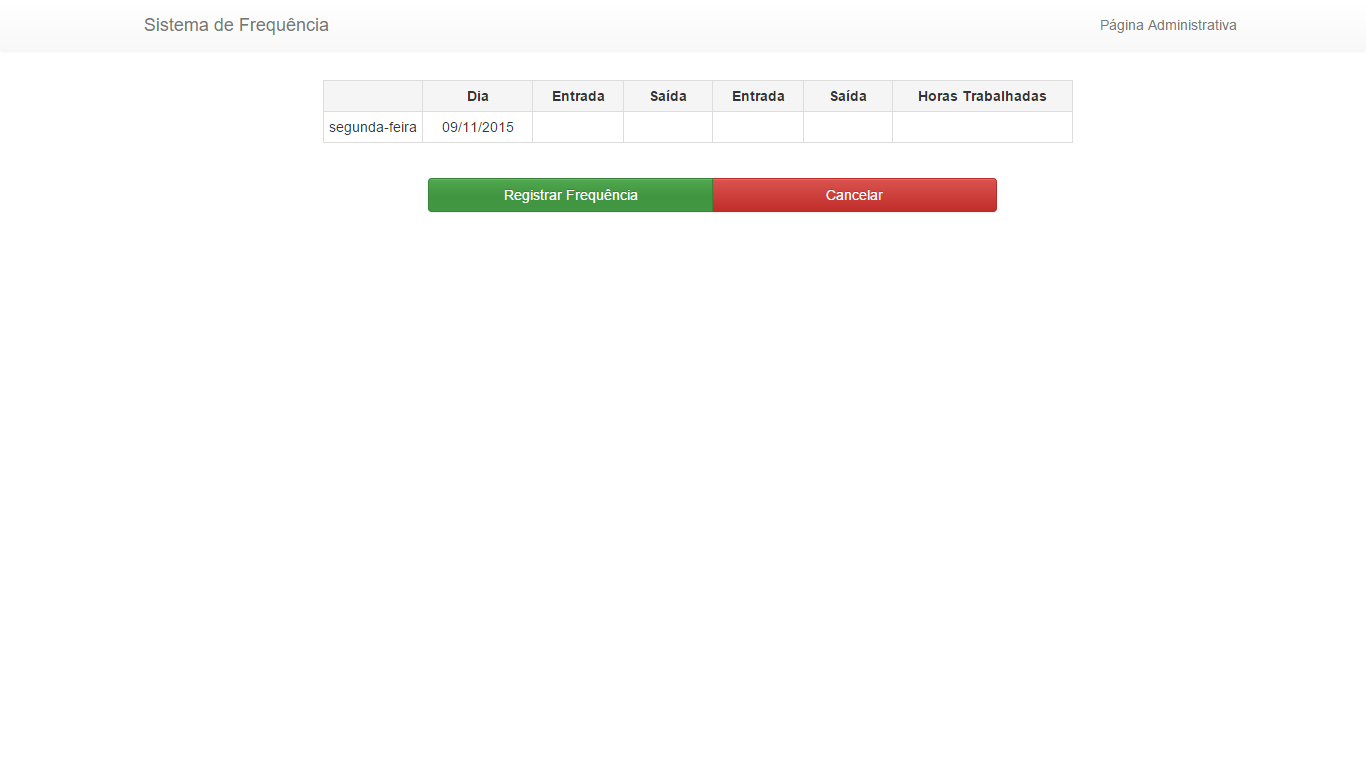 Sistema de Frequência Página Administrativa
Dia Entrada Saída Entrada Saída Horas Trabalhadas
segunda-feira 09/11/2015
Registrar Frequência Cancelar